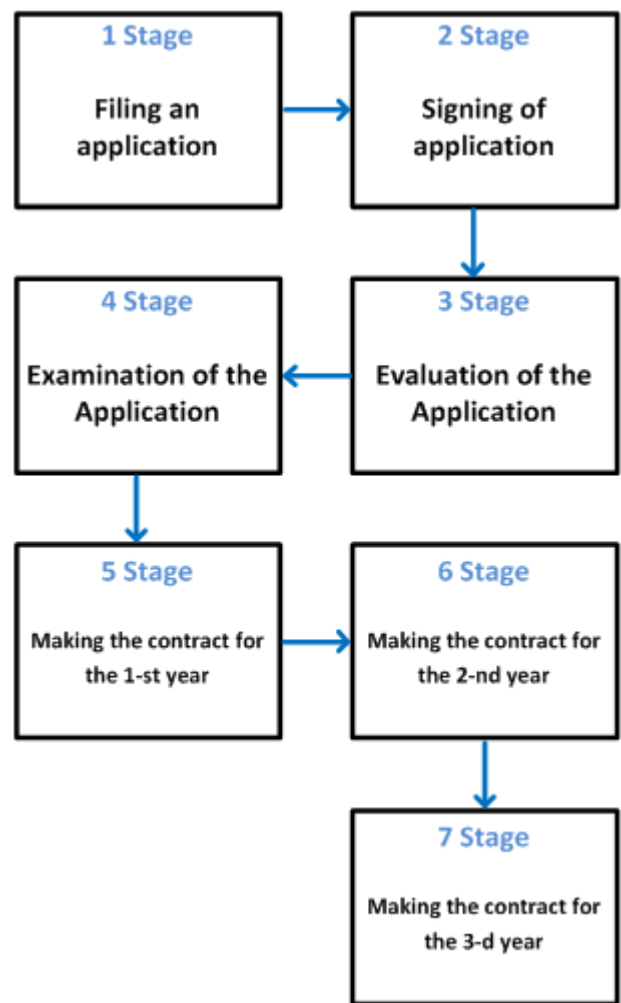 1 Stage
Filing an
application
2 Stage
Signing of
application
3 Stage
Evaluation of the
Application
4 Stage
Examination of the
Application
5 Stage
Making the contract for
the 1-st year
6 Stage
Making the contract for
the 2-nd year
7 Stage
Making the contract for
the 3-d year